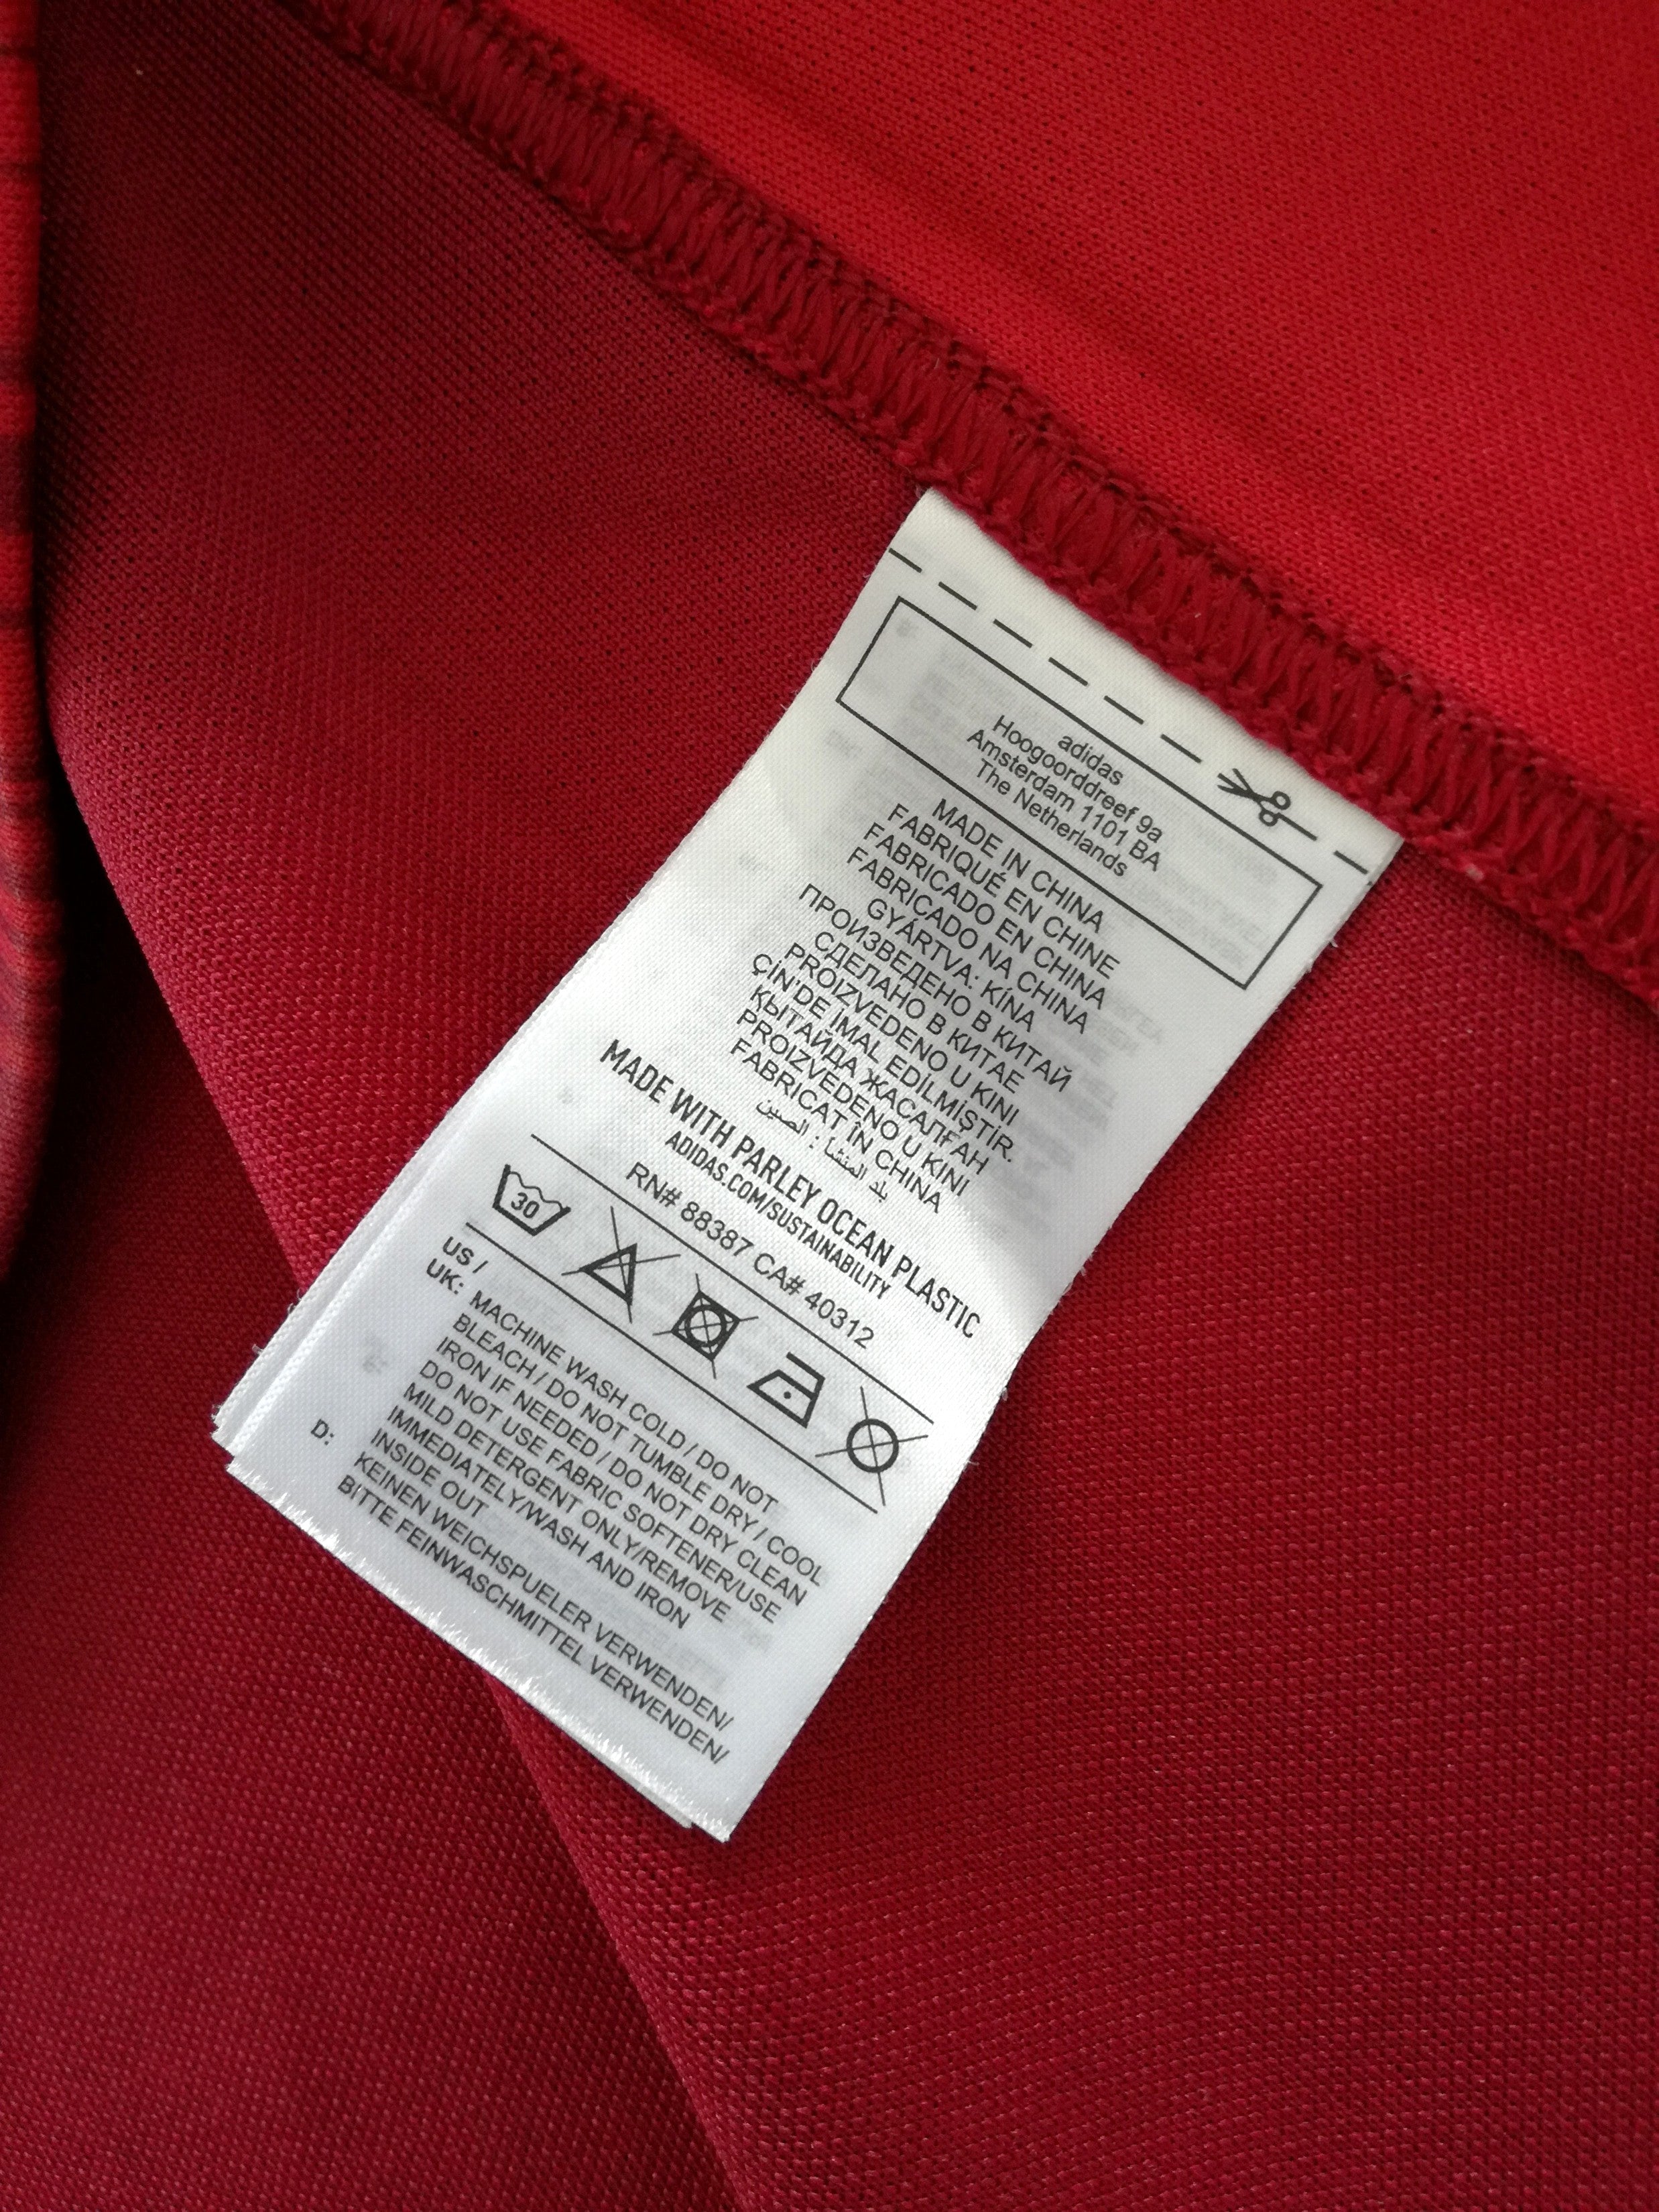 adidas
Hoogoorddreef 9a
Amsterdam 1101 BA
The Netherlands
MADE IN CHINA
FABRIQUÉ EN CHINE
FABRICADO EN CHINA
FABRICADO NA CHINA
GYÁRTVA: KÍNA
ПРОИЗВЕДЕНО В КИТАЙ
СДЕЛАНО В КИТАЕ
PROIZVEDENO U KINI
ÇİN'DE İMAL EDİLMİŞTİR.
ҚЫТАЙДА ЖАСАЛҒАН
PROIZVEDENO U KINI
FABRICAT ÎN CHINA
بلد المنشأ : الصين
MADE WITH PARLEY OCEAN PLASTIC
ADIDAS.COM/SUSTAINABILITY
RN# 88387 CA# 40312
30
US /
UK: MACHINE WASH COLD / DO NOT
BLEACH / DO NOT TUMBLE DRY / COOL
IRON IF NEEDED / DO NOT DRY CLEAN
DO NOT USE FABRIC SOFTENER/USE
MILD DETERGENT ONLY/REMOVE
IMMEDIATELY/WASH AND IRON
INSIDE OUT
D: KEINEN WEICHSPUELER VERWENDEN/
BITTE FEINWASCHMITTEL VERWENDEN/